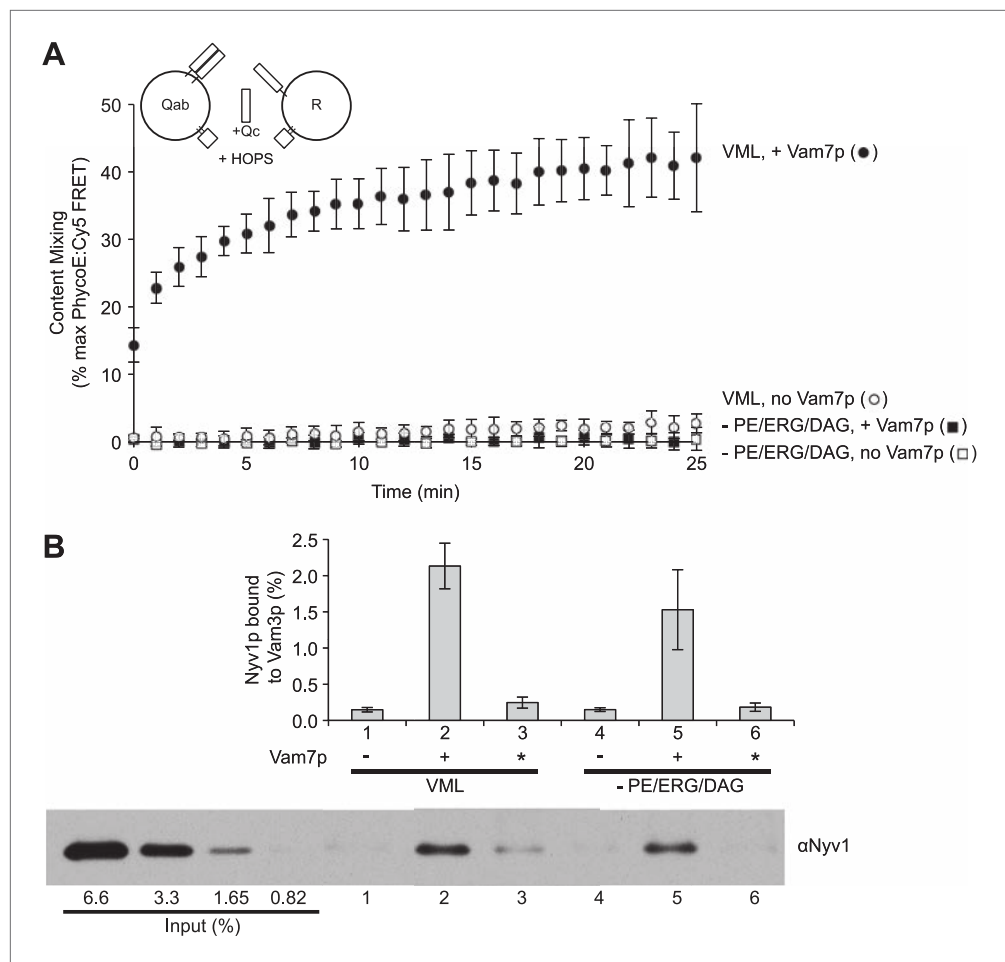 A
Qab
R
+Qc
+ HOPS
50
40
30
20
10
0
Content Mixing
(% max PhycoE:Cy5 FRET)
0 5 10 15 20 25
Time (min)
VML, + Vam7p (●)
VML, no Vam7p (○)
- PE/ERG/DAG, + Vam7p (■)
- PE/ERG/DAG, no Vam7p (□)
B
2.5
2.0
1.5
1.0
0.5
0.0
Nyv1p bound
to Vam3p (%)
1 2 3 4 5 6
Vam7p - + * - + *
VML - PE/ERG/DAG
αNyv1
6.6 3.3 1.65 0.82 1 2 3 4 5 6
Input (%)